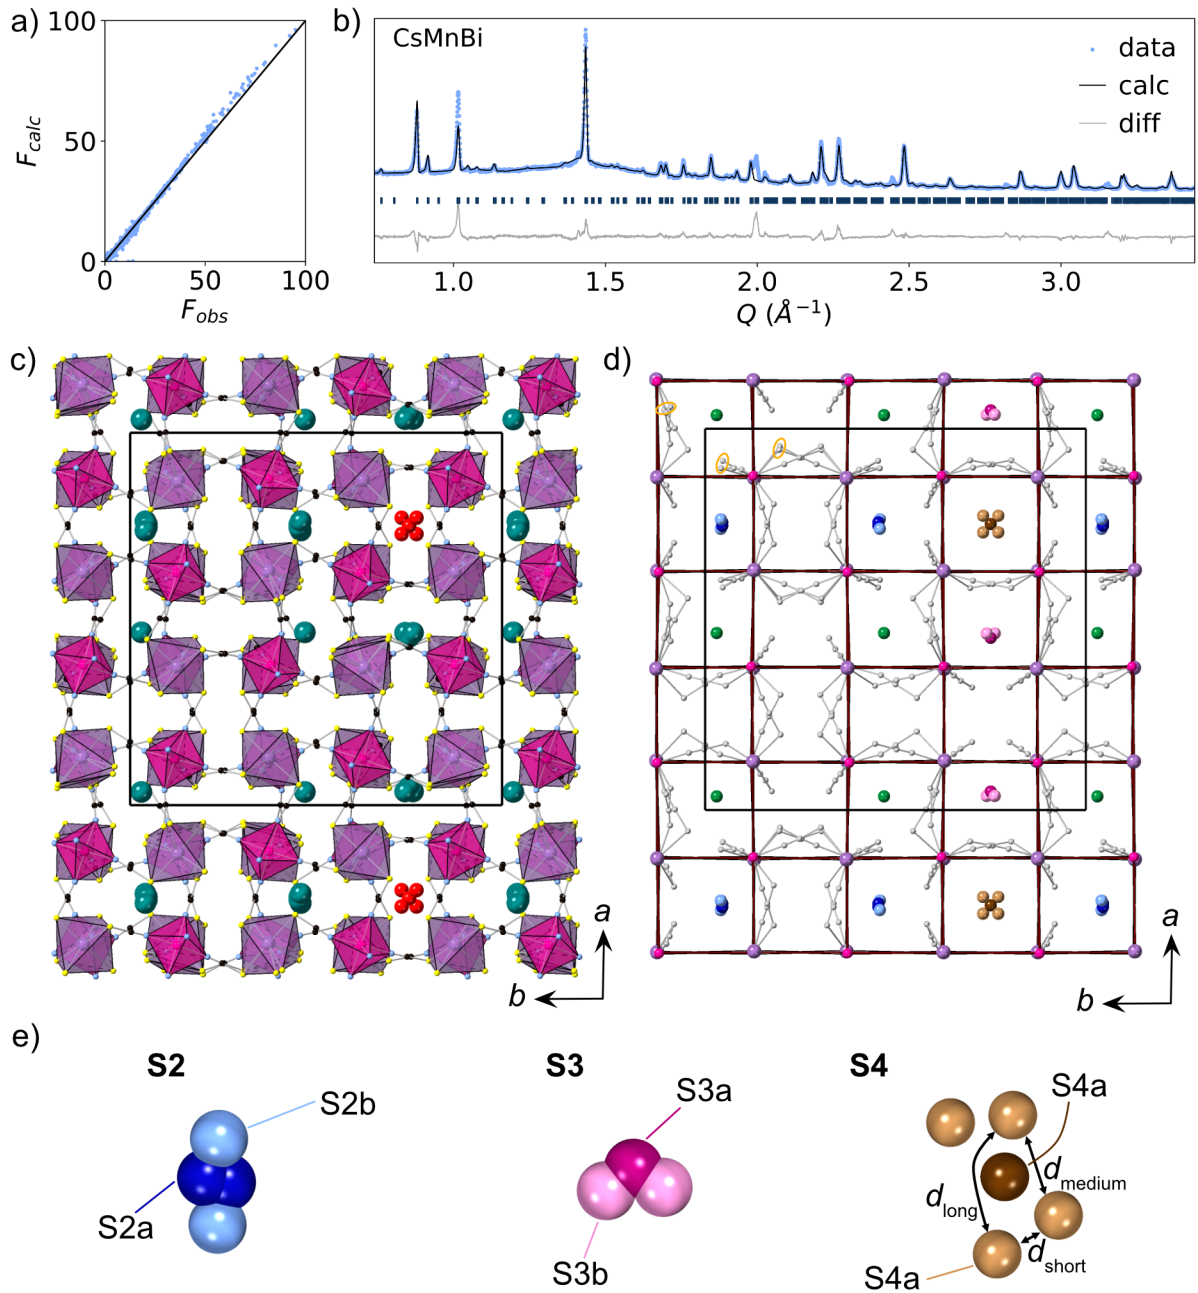 a)
100
50
0
F_calc
0
50
100
F_obs
b)
CsMnBi
data
calc
diff
1.0
1.5
2.0
2.5
3.0
Q (Å⁻¹)
c)
a
b
d)
a
b
e)
S2
S2b
S2a
S3
S3a
S3b
S4
S4a
d_medium
d_long
d_short
S4a